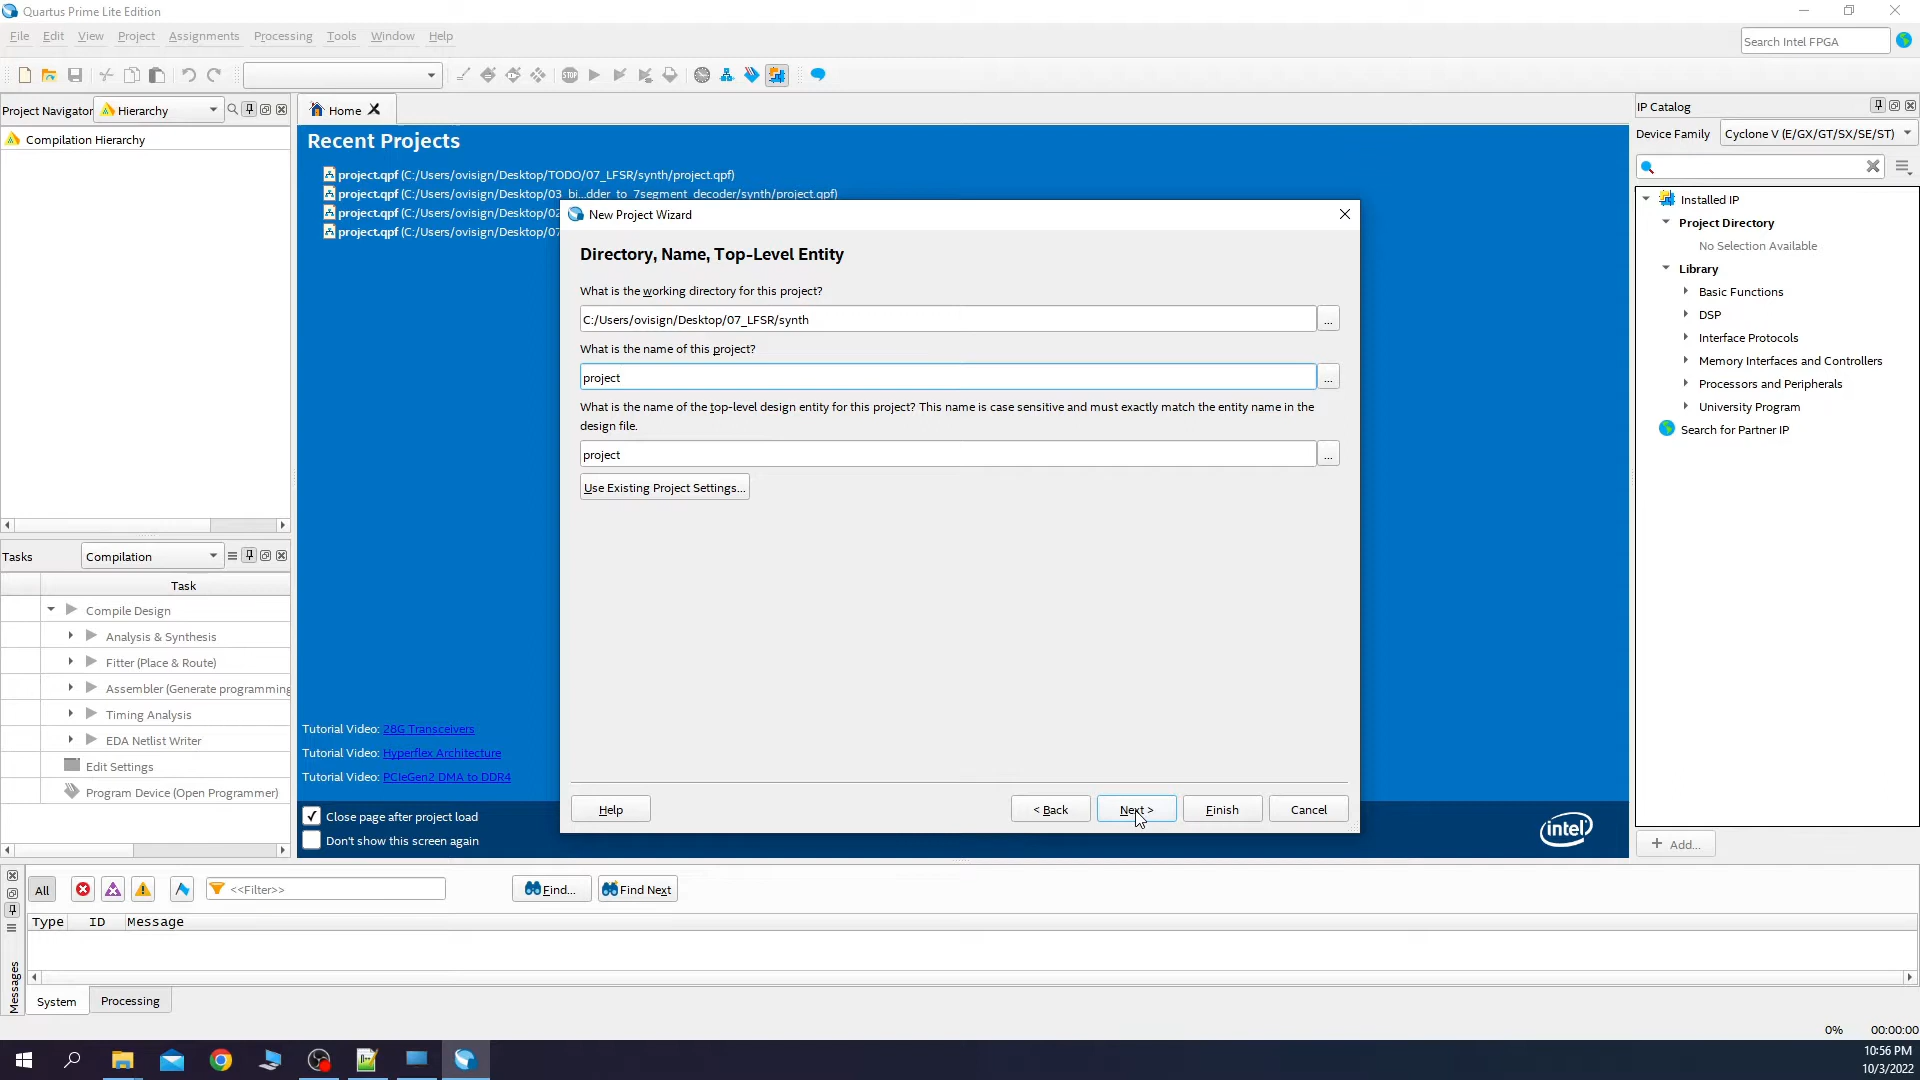 Quartus Prime Lite Edition
File Edit View Project Assignments Processing Tools Window Help
Search Intel FPGA
Project Navigator Hierarchy
Compilation Hierarchy
Home
Recent Projects
project.qpf (C:/Users/ovisign/Desktop/TODO/07_LFSR/synth/project.qpf)
project.qpf (C:/Users/ovisign/Desktop/03_bi...dder_to_7segment_decoder/synth/project.qpf)
project.qpf (C:/Users/ovisign/Desktop/02
project.qpf (C:/Users/ovisign/Desktop/07
New Project Wizard
Directory, Name, Top-Level Entity
What is the working directory for this project?
C:/Users/ovisign/Desktop/07_LFSR/synth
...
What is the name of this project?
project
...
What is the name of the top-level design entity for this project? This name is case sensitive and must exactly match the entity name in the
design file.
project
...
Use Existing Project Settings...
Help
< Back
Next >
Finish
Cancel
Tutorial Video: 28G Transceivers
Tutorial Video: Hyperflex Architecture
Tutorial Video: PCIeGen2 DMA to DDR4
Close page after project load
Don't show this screen again
intel
IP Catalog
Device Family Cyclone V (E/GX/GT/SX/SE/ST)
Installed IP
Project Directory
No Selection Available
Library
Basic Functions
DSP
Interface Protocols
Memory Interfaces and Controllers
Processors and Peripherals
University Program
Search for Partner IP
+ Add...
Tasks Compilation
Task
Compile Design
Analysis & Synthesis
Fitter (Place & Route)
Assembler (Generate programming
Timing Analysis
EDA Netlist Writer
Edit Settings
Program Device (Open Programmer)
All
<<Filter>>
Find...
Find Next
Type ID Message
Messages
System Processing
0% 00:00:00
10:56 PM
10/3/2022